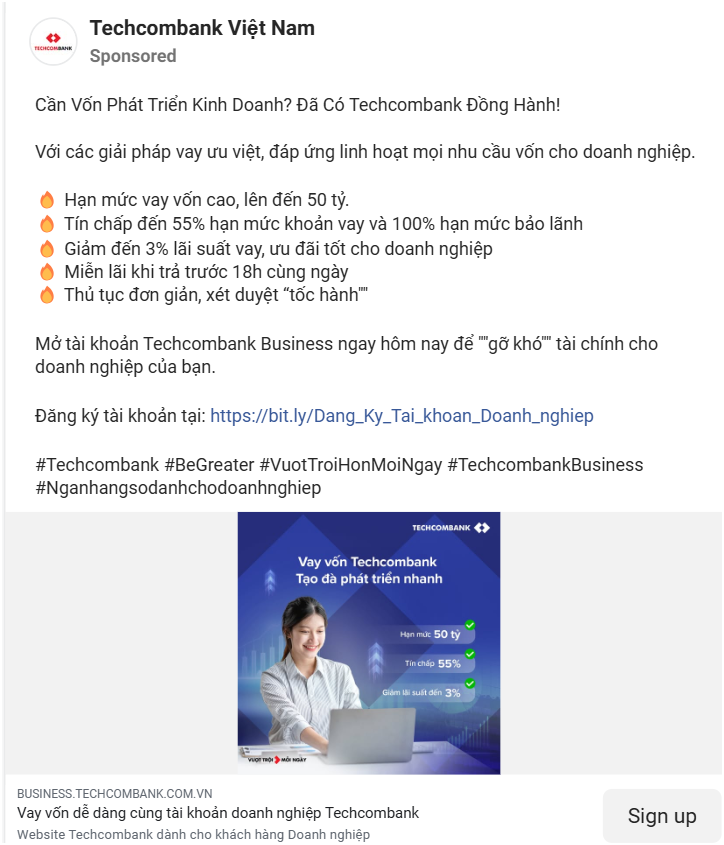 TECHCOMBANK
Techcombank Việt Nam
Sponsored
Cần Vốn Phát Triển Kinh Doanh? Đã Có Techcombank Đồng Hành!
Với các giải pháp vay ưu việt, đáp ứng linh hoạt mọi nhu cầu vốn cho doanh nghiệp.
🔥 Hạn mức vay vốn cao, lên đến 50 tỷ.
🔥 Tín chấp đến 55% hạn mức khoản vay và 100% hạn mức bảo lãnh
🔥 Giảm đến 3% lãi suất vay, ưu đãi tốt cho doanh nghiệp
🔥 Miễn lãi khi trả trước 18h cùng ngày
🔥 Thủ tục đơn giản, xét duyệt “tốc hành""
Mở tài khoản Techcombank Business ngay hôm nay để ""gỡ khó"" tài chính cho
doanh nghiệp của bạn.
Đăng ký tài khoản tại: https://bit.ly/Dang_Ky_Tai_khoan_Doanh_nghiep
#Techcombank #BeGreater #VuotTroiHonMoiNgay #TechcombankBusiness
#Nganhangsodanhchodoanhnghiep
TECHCOMBANK
Vay vốn Techcombank
Tạo đà phát triển nhanh
Hạn mức 50 tỷ
Tín chấp 55%
Giảm lãi suất đến 3%
VƯỢT TRỘI MỖI NGÀY
BUSINESS.TECHCOMBANK.COM.VN
Vay vốn dễ dàng cùng tài khoản doanh nghiệp Techcombank
Website Techcombank dành cho khách hàng Doanh nghiệp
Sign up